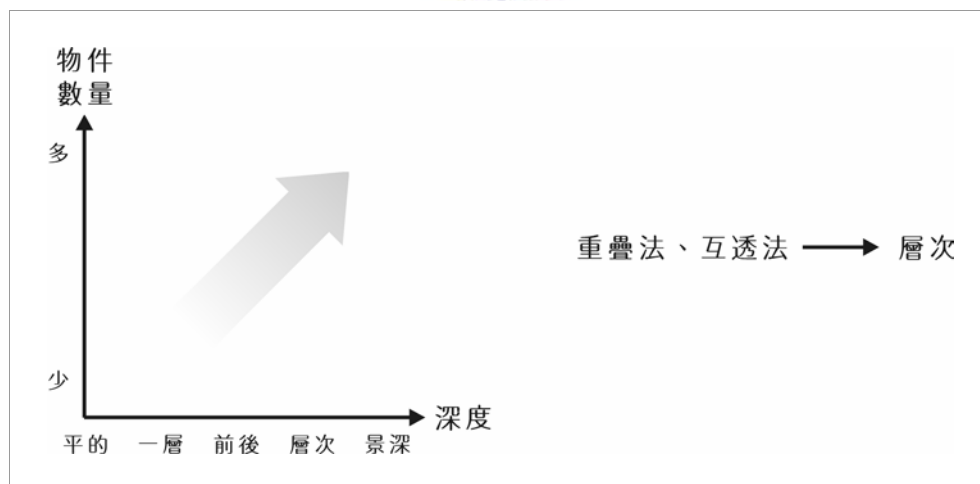 物件
數量
多
少
深度
平的 一層 前後 層次 景深
重疊法、互透法 層次